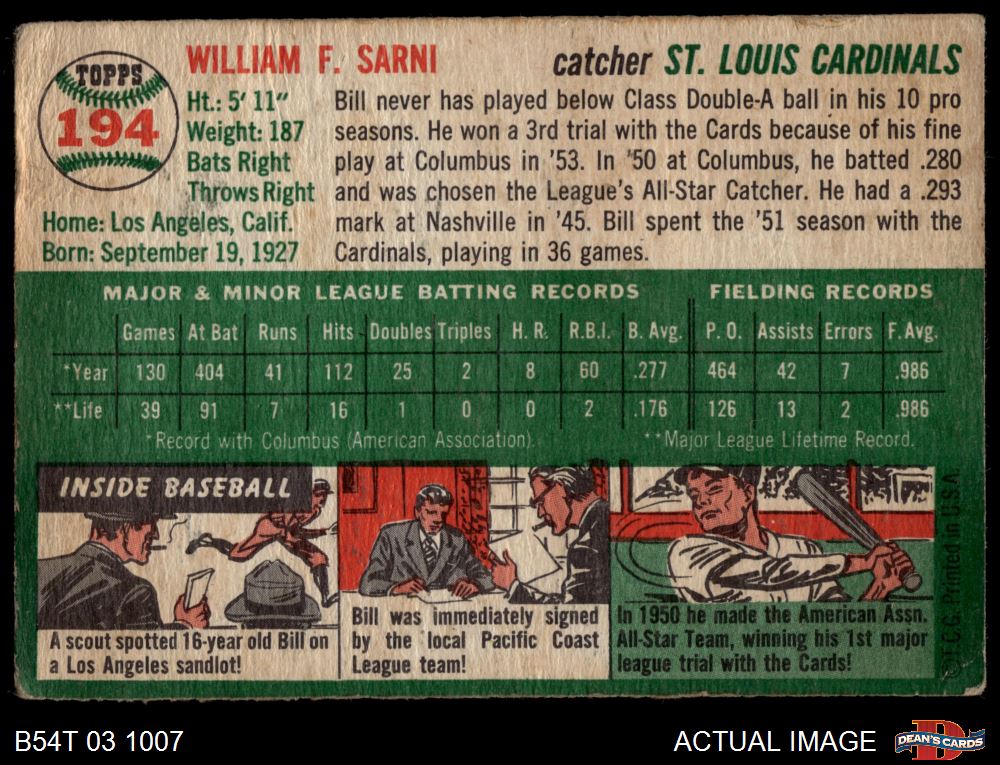 TOPPS
194
WILLIAM F. SARNI
catcher ST. LOUIS CARDINALS
Ht.: 5' 11"
Weight: 187
Bats Right
Throws Right
Home: Los Angeles, Calif.
Born: September 19, 1927
Bill never has played below Class Double-A ball in his 10 pro
seasons. He won a 3rd trial with the Cards because of his fine
play at Columbus in '53. In '50 at Columbus, he batted .280
and was chosen the League's All-Star Catcher. He had a .293
mark at Nashville in '45. Bill spent the '51 season with the
Cardinals, playing in 36 games.
MAJOR & MINOR LEAGUE BATTING RECORDS FIELDING RECORDS
Games At Bat Runs Hits Doubles Triples H. R. R.B.I. B. Avg. P. O. Assists Errors F. Avg.
*Year 130 404 41 112 25 2 8 60 .277 464 42 7 .986
**Life 39 91 7 16 1 0 0 2 .176 126 13 2 .986
*Record with Columbus (American Association). **Major League Lifetime Record.
INSIDE BASEBALL
A scout spotted 16-year old Bill on
a Los Angeles sandlot!
Bill was immediately signed
by the local Pacific Coast
League team!
In 1950 he made the American Assn.
All-Star Team, winning his 1st major
league trial with the Cards!
© T.C.G. Printed in U.S.A.
B54T 03 1007
ACTUAL IMAGE
DEAN'S CARDS